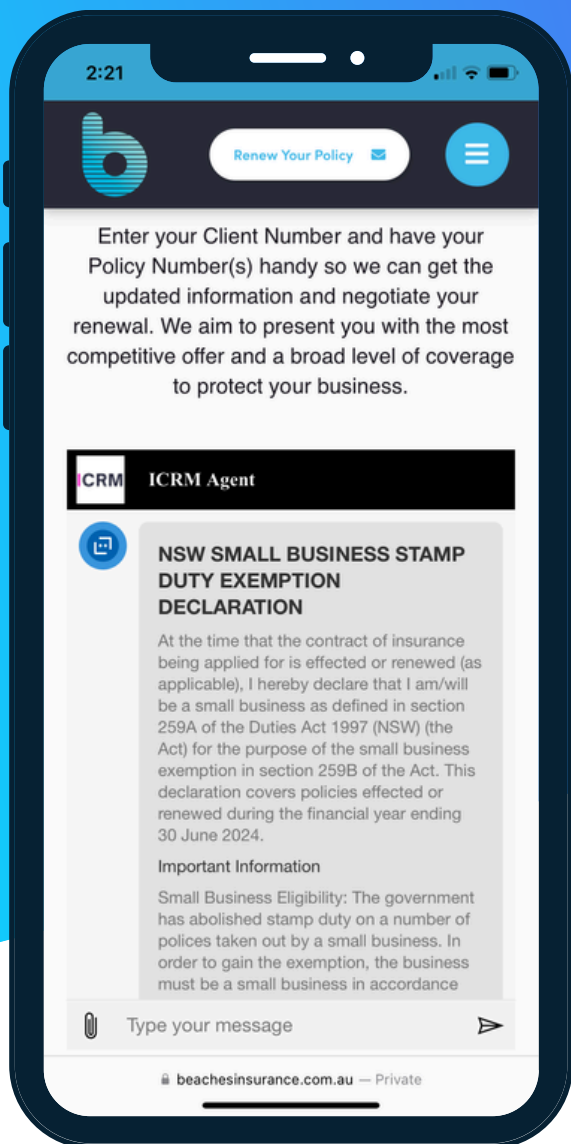 2:21
b
Renew Your Policy
Enter your Client Number and have your
Policy Number(s) handy so we can get the
updated information and negotiate your
renewal. We aim to present you with the most
competitive offer and a broad level of coverage
to protect your business.
ICRM
ICRM Agent
NSW SMALL BUSINESS STAMP
DUTY EXEMPTION
DECLARATION
At the time that the contract of insurance
being applied for is effected or renewed (as
applicable), I hereby declare that I am/will
be a small business as defined in section
259A of the Duties Act 1997 (NSW) (the
Act) for the purpose of the small business
exemption in section 259B of the Act. This
declaration covers policies effected or
renewed during the financial year ending
30 June 2024.
Important Information
Small Business Eligibility: The government
has abolished stamp duty on a number of
polices taken out by a small business. In
order to gain the exemption, the business
must be a small business in accordance
Type your message
beachesinsurance.com.au — Private